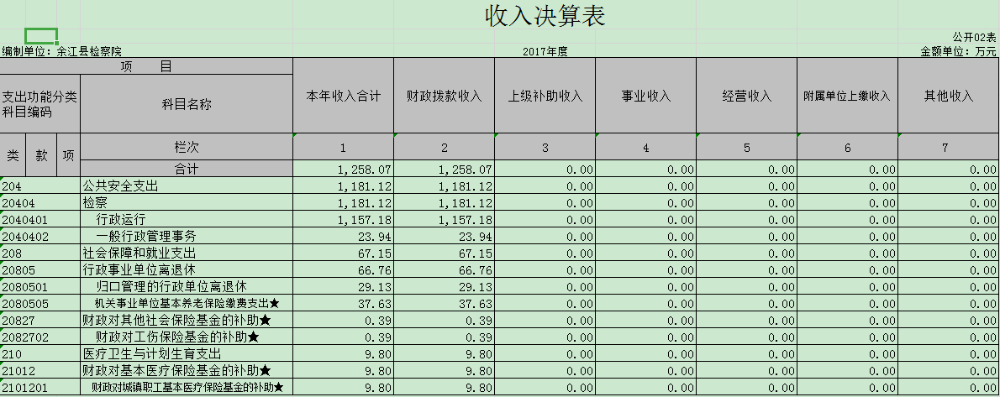 收入决算表
公开02表
编制单位：余江县检察院 2017年度 金额单位：万元
项 目 本年收入合计 财政拨款收入 上级补助收入 事业收入 经营收入 附属单位上缴收入 其他收入
支出功能分类科目编码 科目名称
类 款 项 栏次 1 2 3 4 5 6 7
合计 1,258.07 1,258.07 0.00 0.00 0.00 0.00 0.00
204 公共安全支出 1,181.12 1,181.12 0.00 0.00 0.00 0.00 0.00
20404 检察 1,181.12 1,181.12 0.00 0.00 0.00 0.00 0.00
2040401 行政运行 1,157.18 1,157.18 0.00 0.00 0.00 0.00 0.00
2040402 一般行政管理事务 23.94 23.94 0.00 0.00 0.00 0.00 0.00
208 社会保障和就业支出 67.15 67.15 0.00 0.00 0.00 0.00 0.00
20805 行政事业单位离退休 66.76 66.76 0.00 0.00 0.00 0.00 0.00
2080501 归口管理的行政单位离退休 29.13 29.13 0.00 0.00 0.00 0.00 0.00
2080505 机关事业单位基本养老保险缴费支出★ 37.63 37.63 0.00 0.00 0.00 0.00 0.00
20827 财政对其他社会保险基金的补助★ 0.39 0.39 0.00 0.00 0.00 0.00 0.00
2082702 财政对工伤保险基金的补助★ 0.39 0.39 0.00 0.00 0.00 0.00 0.00
210 医疗卫生与计划生育支出 9.80 9.80 0.00 0.00 0.00 0.00 0.00
21012 财政对基本医疗保险基金的补助★ 9.80 9.80 0.00 0.00 0.00 0.00 0.00
2101201 财政对城镇职工基本医疗保险基金的补助★ 9.80 9.80 0.00 0.00 0.00 0.00 0.00